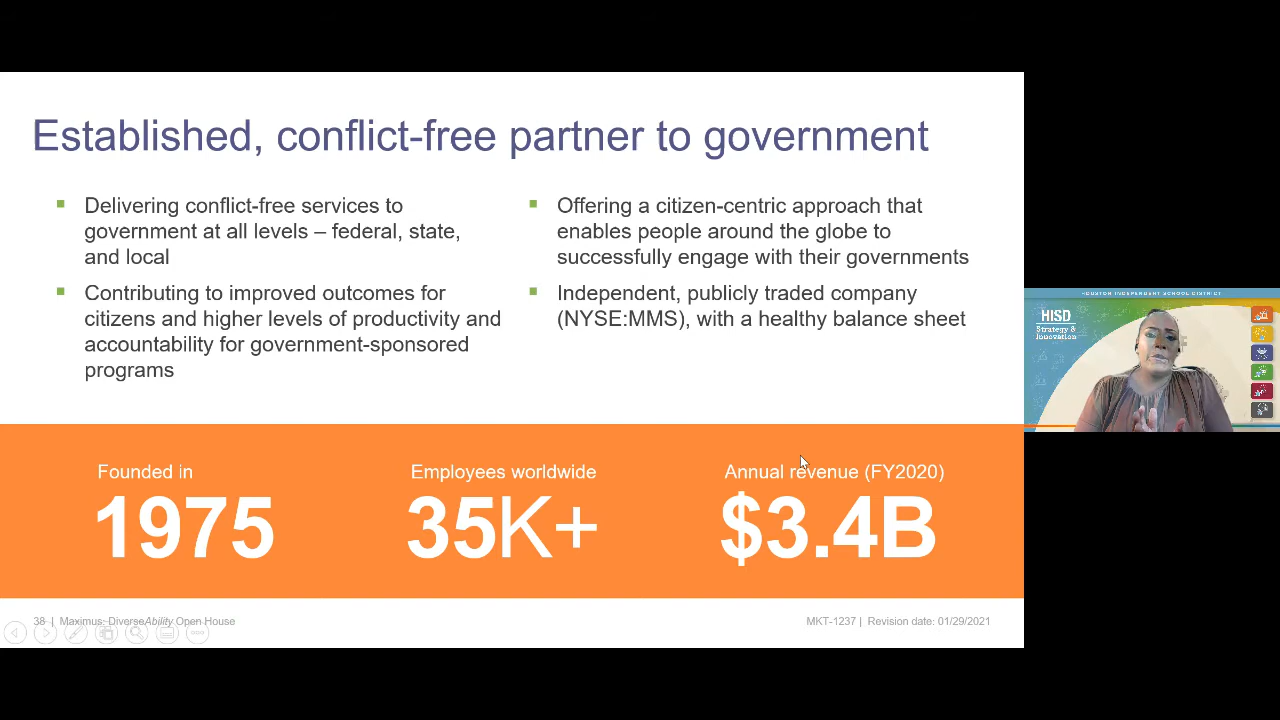 Established, conflict-free partner to government
Delivering conflict-free services to
government at all levels – federal, state,
and local
Contributing to improved outcomes for
citizens and higher levels of productivity and
accountability for government-sponsored
programs
Offering a citizen-centric approach that
enables people around the globe to
successfully engage with their governments
Independent, publicly traded company
(NYSE:MMS), with a healthy balance sheet
HOUSTON INDEPENDENT SCHOOL DISTRICT
HISD
Strategy &
Innovation
Founded in
1975
Employees worldwide
35K+
Annual revenue (FY2020)
$3.4B
38 | Maximus: DiverseAbility Open House
MKT-1237 | Revision date: 01/29/2021